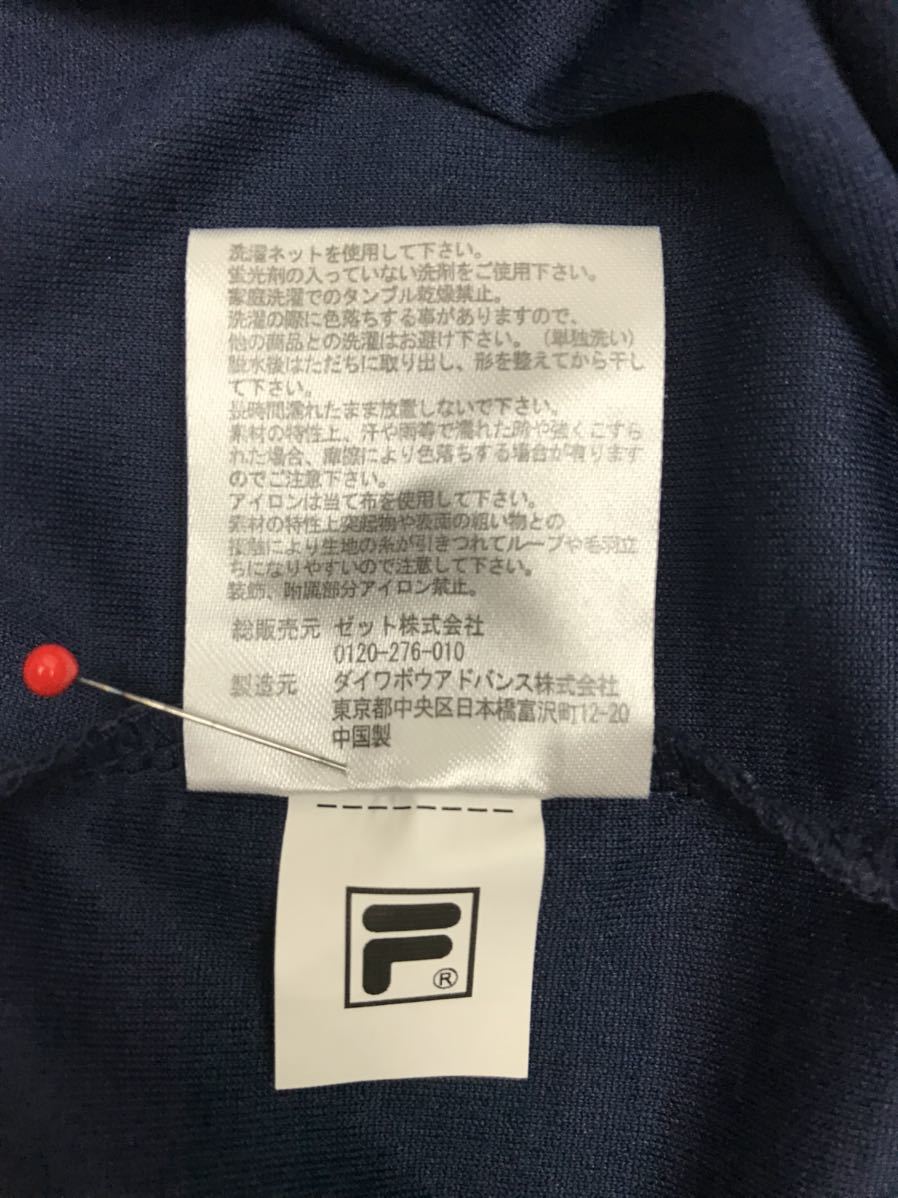 洗濯ネットを使用して下さい。
蛍光剤の入っていない洗剤をご使用下さい。
家庭洗濯でのタンブル乾燥禁止。
洗濯の際に色落ちする事がありますので、
他の商品との洗濯はお避け下さい。（単独洗い）
脱水後はただちに取り出し、形を整えてから干し
て下さい。
長時間濡れたまま放置しないで下さい。
素材の特性上、汗や雨等で濡れた時や強くこすら
れた場合、摩擦により色落ちする場合が有ります
のでご注意下さい。
アイロンは当て布を使用して下さい。
素材の特性上突起物や表面の粗い物との
接触により生地の糸が引きつれてループや毛羽立
ちになりやすいので注意して下さい。
装飾、附属部分アイロン禁止。
総販売元 ゼット株式会社
0120-276-010
製造元 ダイワボウアドバンス株式会社
東京都中央区日本橋富沢町12-20
中国製
F®